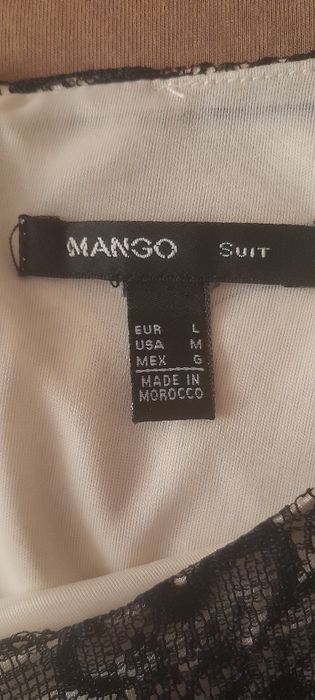 MANGO SUIT
EUR L
USA M
MEX G
MADE IN
MOROCCO